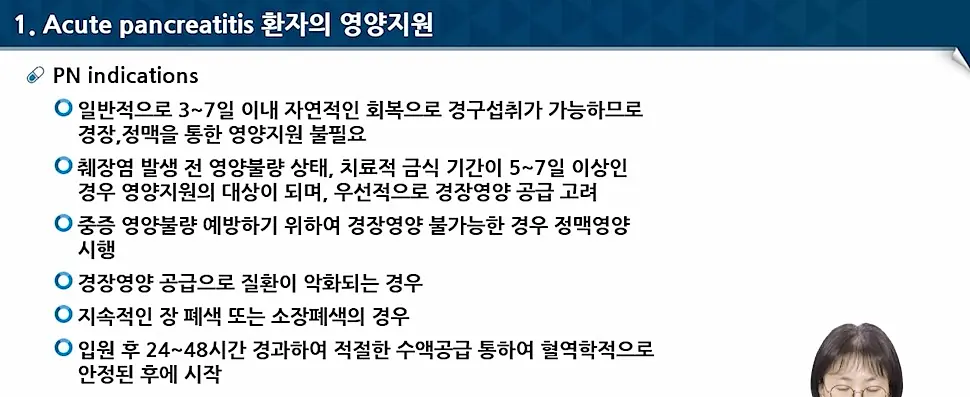 1. Acute pancreatitis 환자의 영양지원
PN indications
일반적으로 3~7일 이내 자연적인 회복으로 경구섭취가 가능하므로
경장,정맥을 통한 영양지원 불필요
췌장염 발생 전 영양불량 상태, 치료적 금식 기간이 5~7일 이상인
경우 영양지원의 대상이 되며, 우선적으로 경장영양 공급 고려
중증 영양불량 예방하기 위하여 경장영양 불가능한 경우 정맥영양
시행
경장영양 공급으로 질환이 악화되는 경우
지속적인 장 폐색 또는 소장폐색의 경우
입원 후 24~48시간 경과하여 적절한 수액공급 통하여 혈역학적으로
안정된 후에 시작